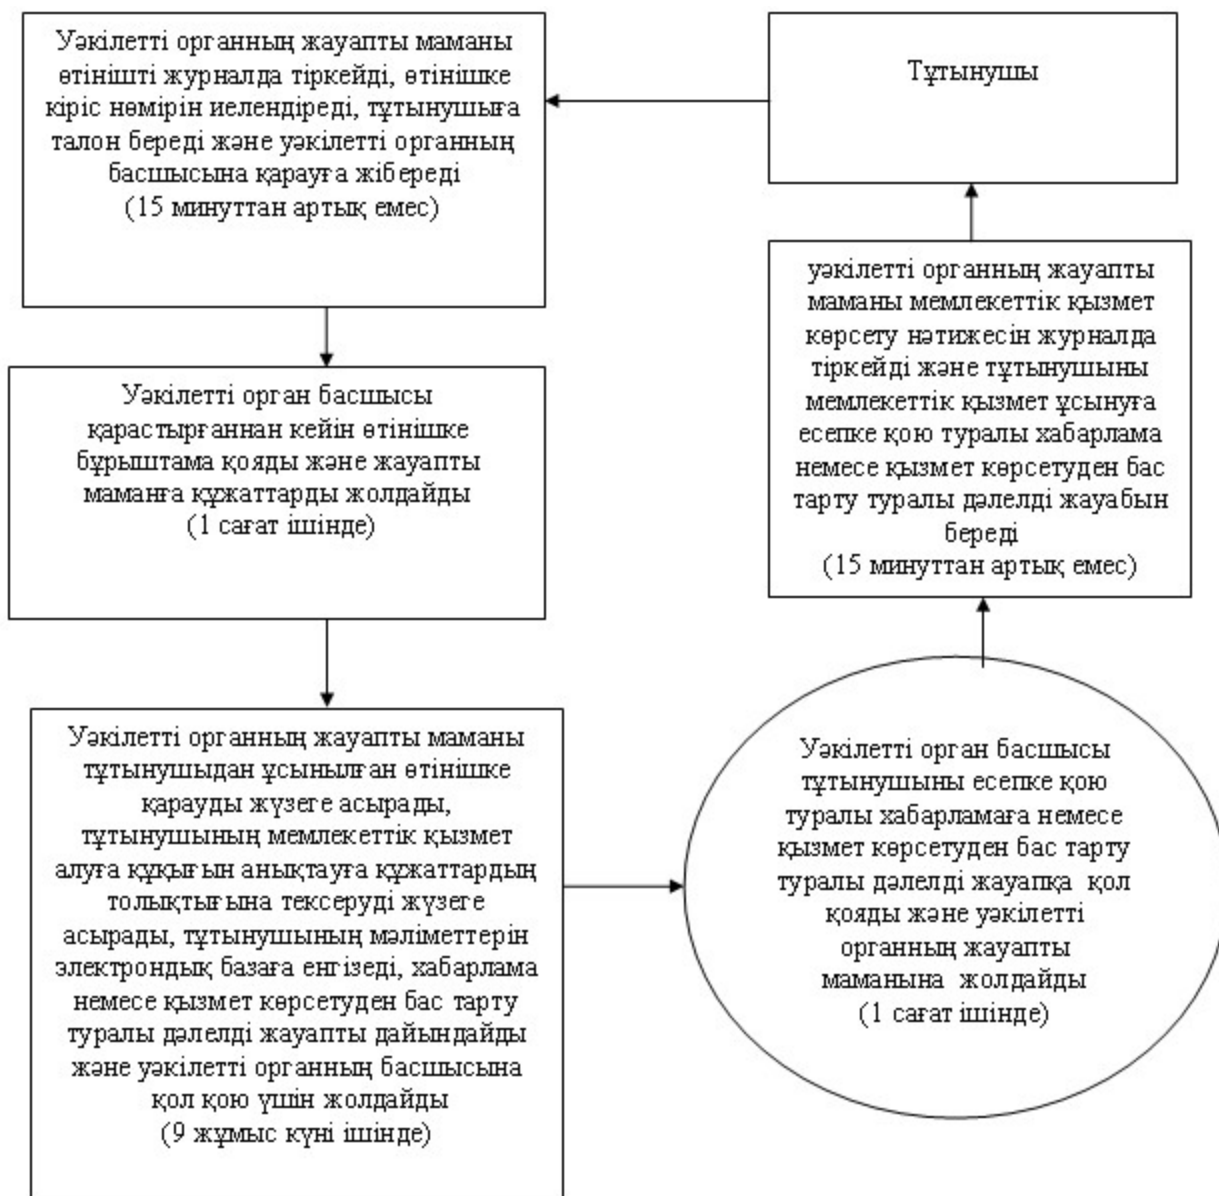 Уәкілетті органның жауапты маманы
өтінішті журналда тіркейді, өтінішке
кіріс нөмірін иелендіреді, тұтынушыға
талон береді және уәкілетті органның
басшысына қарауға жібереді
(15 минуттан артық емес)
Тұтынушы
Уәкілетті орган басшысы
қарастырғаннан кейін өтінішке
бұрыштама қояды және жауапты
маманға құжаттарды жолдайды
(1 сағат ішінде)
уәкілетті органның жауапты
маманы мемлекеттік қызмет
көрсету нәтижесін журналда
тіркейді және тұтынушыны
мемлекеттік қызмет ұсынуға
есепке қою туралы хабарлама
немесе қызмет көрсетуден бас
тарту туралы дәлелді жауабын
береді
(15 минуттан артық емес)
Уәкілетті органның жауапты маманы
тұтынушыдан ұсынылған өтінішке
қарауды жүзеге асырады,
тұтынушының мемлекеттік қызмет
алуға құқығын анықтауға құжаттардың
толықтығына тексеруді жүзеге
асырады, тұтынушының мәліметтерін
электрондық базаға енгізеді, хабарлама
немесе қызмет көрсетуден бас тарту
туралы дәлелді жауапты дайындайды
және уәкілетті органның басшысына
қол қою үшін жолдайды
(9 жұмыс күні ішінде)
Уәкілетті орган басшысы
тұтынушыны есепке қою
туралы хабарламаға немесе
қызмет көрсетуден бас тарту
туралы дәлелді жауапқа қол
қояды және уәкілетті
органның жауапты
маманына жолдайды
(1 сағат ішінде)